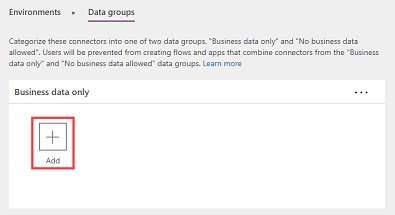 Environments • Data groups
Categorize these connectors into one of two data groups, "Business data only" and "No business data
allowed". Users will be prevented from creating flows and apps that combine connectors from the "Business
data only" and "No business data allowed" data groups. Learn more
Business data only ...
Add